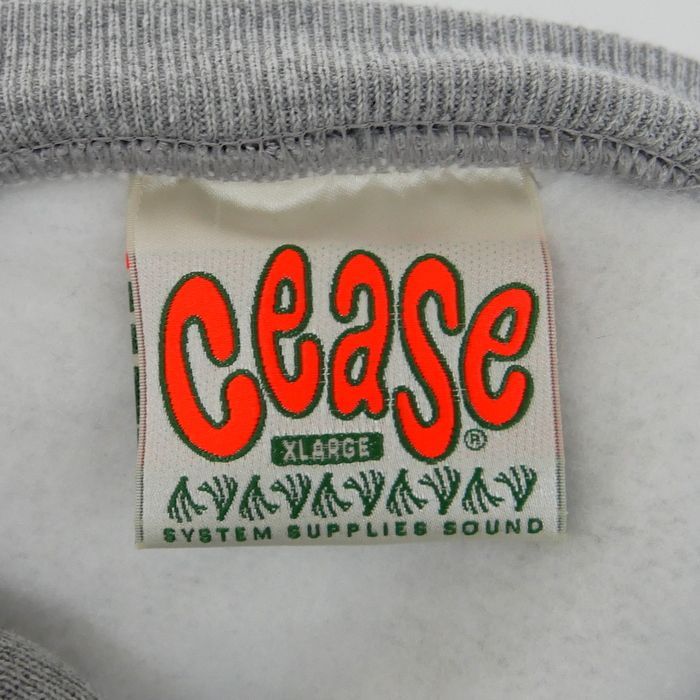 Cease
XLARGE ®
SYSTEM SUPPLIES SOUND